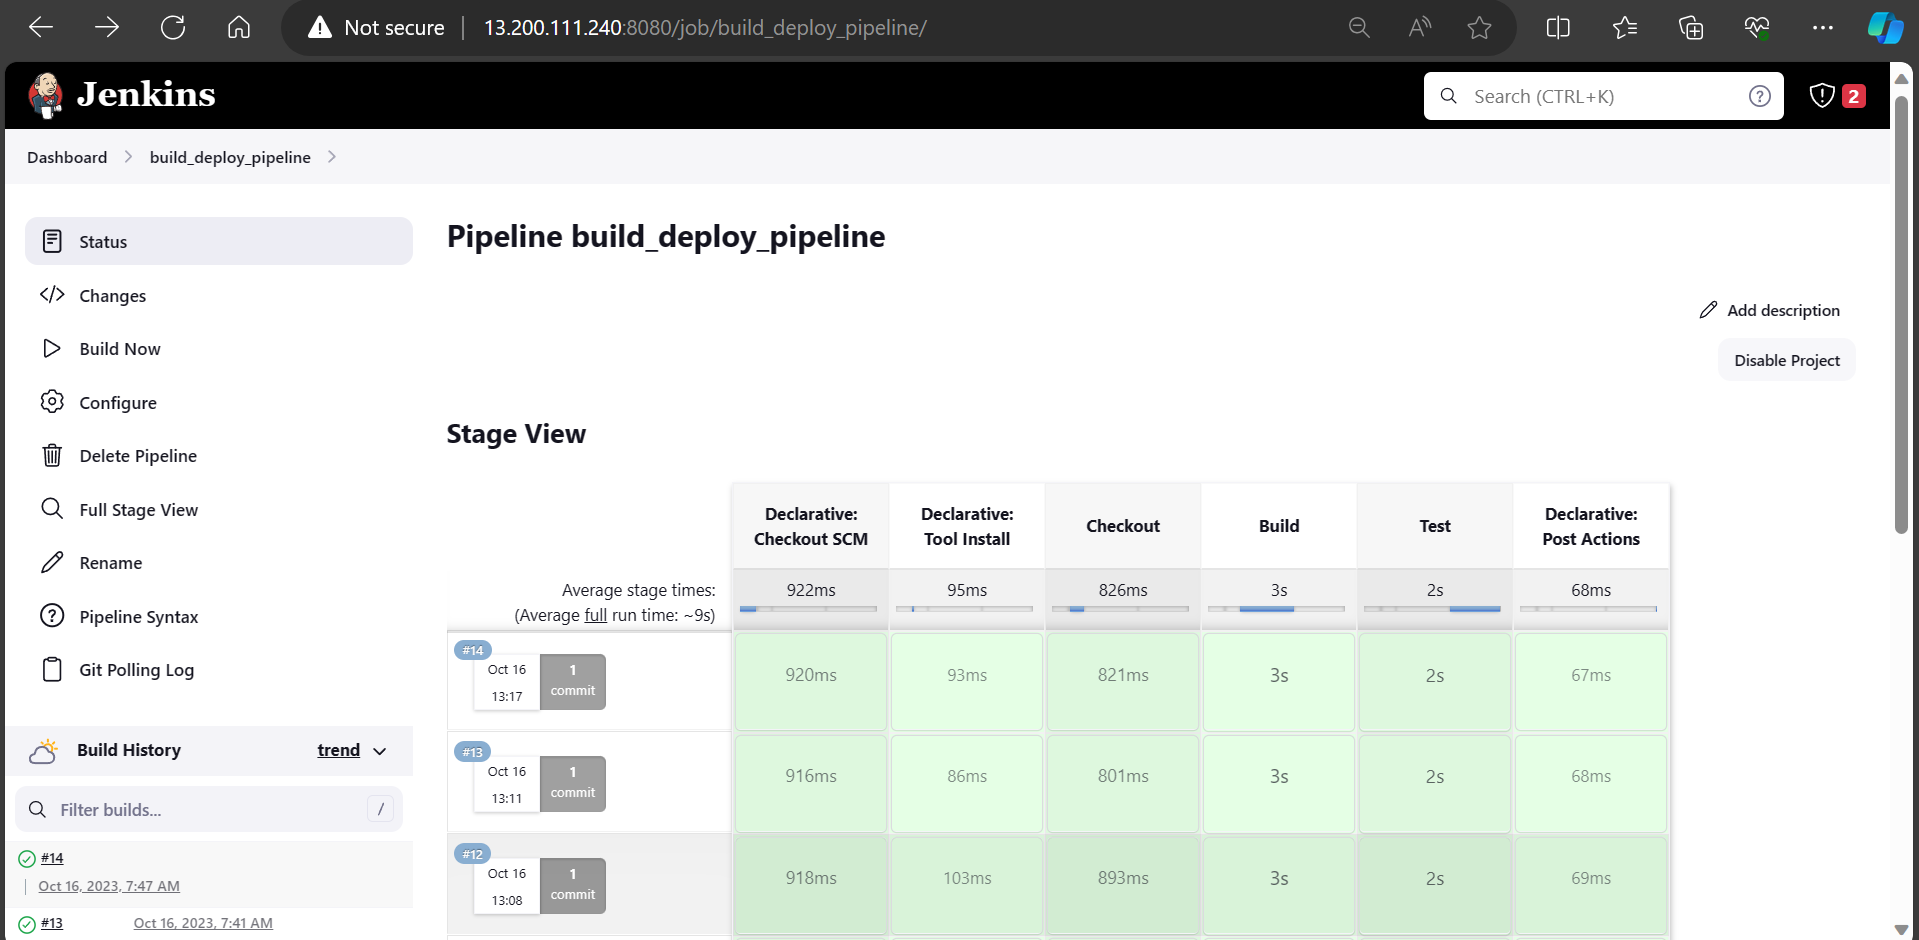 Not secure
13.200.111.240:8080/job/build_deploy_pipeline/
Jenkins
Search (CTRL+K)
2
Dashboard
build_deploy_pipeline
Status
Changes
Build Now
Configure
Delete Pipeline
Full Stage View
Rename
Pipeline Syntax
Git Polling Log
Build History
trend
Filter builds...
/
#14
Oct 16, 2023, 7:47 AM
#13
Oct 16, 2023, 7:41 AM
Pipeline build_deploy_pipeline
Add description
Disable Project
Stage View
Declarative: Checkout SCM
Declarative: Tool Install
Checkout
Build
Test
Declarative: Post Actions
Average stage times:
(Average full run time: ~9s)
922ms
95ms
826ms
3s
2s
68ms
#14
Oct 16
13:17
1
commit
920ms
93ms
821ms
3s
2s
67ms
#13
Oct 16
13:11
1
commit
916ms
86ms
801ms
3s
2s
68ms
#12
Oct 16
13:08
1
commit
918ms
103ms
893ms
3s
2s
69ms